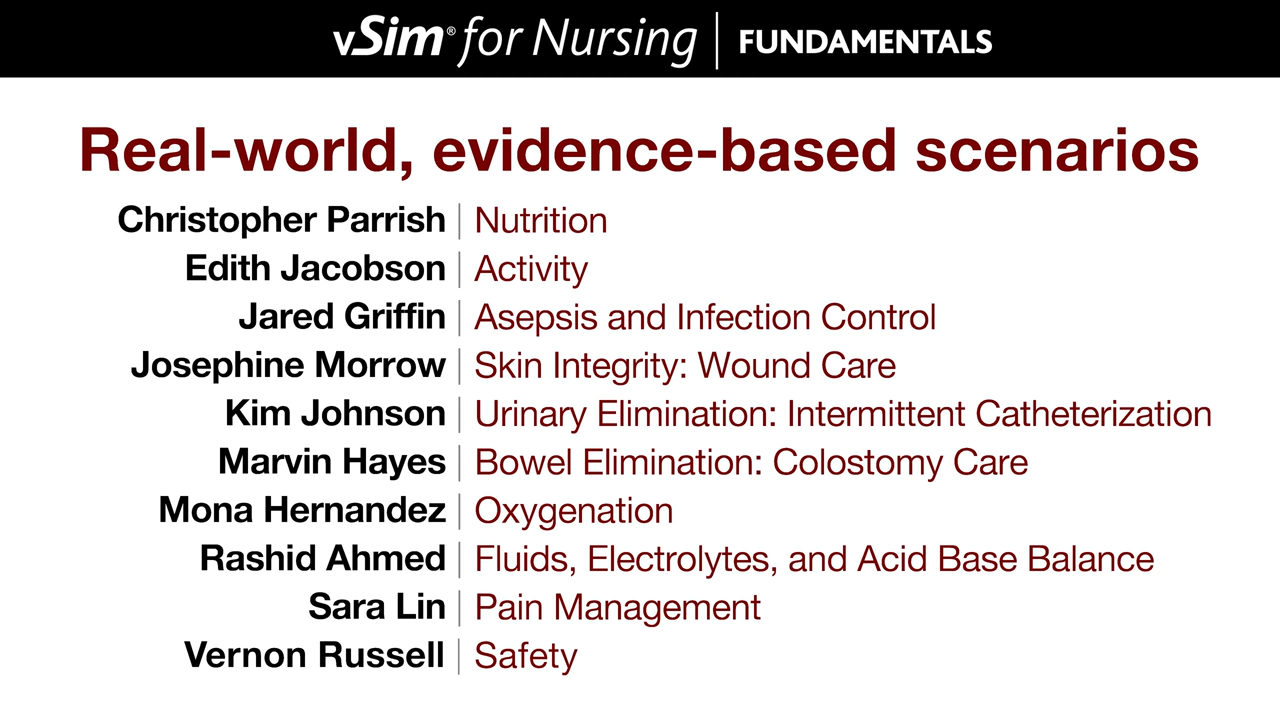 vSim® for Nursing | FUNDAMENTALS
Real-world, evidence-based scenarios
Christopher Parrish | Nutrition
Edith Jacobson | Activity
Jared Griffin | Asepsis and Infection Control
Josephine Morrow | Skin Integrity: Wound Care
Kim Johnson | Urinary Elimination: Intermittent Catheterization
Marvin Hayes | Bowel Elimination: Colostomy Care
Mona Hernandez | Oxygenation
Rashid Ahmed | Fluids, Electrolytes, and Acid Base Balance
Sara Lin | Pain Management
Vernon Russell | Safety